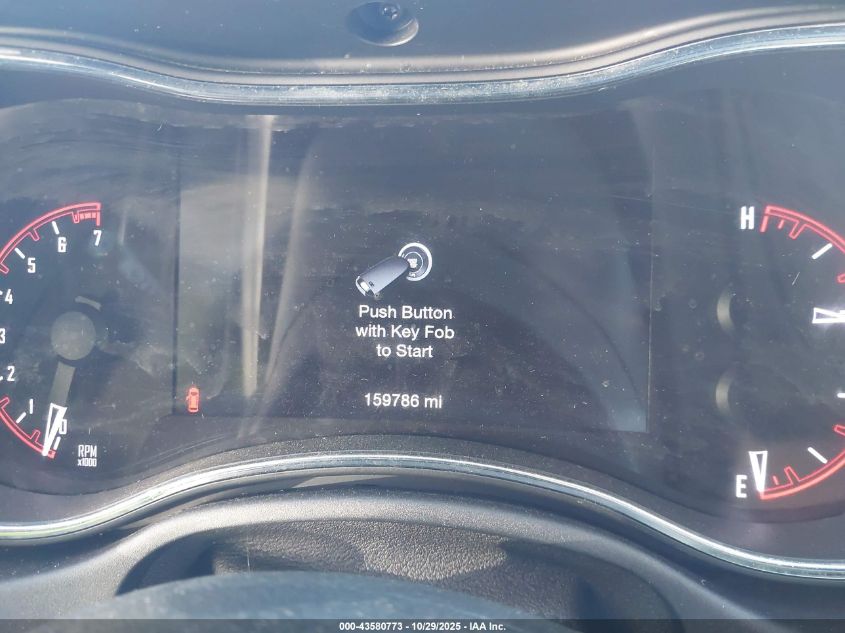 7
6
5
4
3
2
1
0
RPM
x1000
Push Button
with Key Fob
to Start
159786 mi
H
E
000-43580773 - 10/29/2025 - IAA Inc.